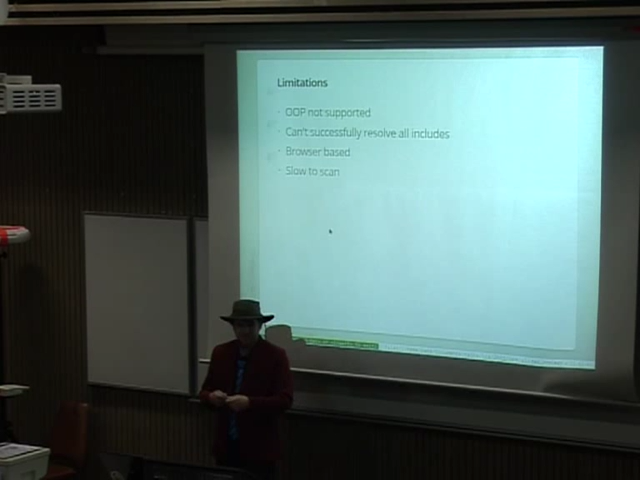 Limitations
OOP not supported
Can't successfully resolve all includes
Browser based
Slow to scan